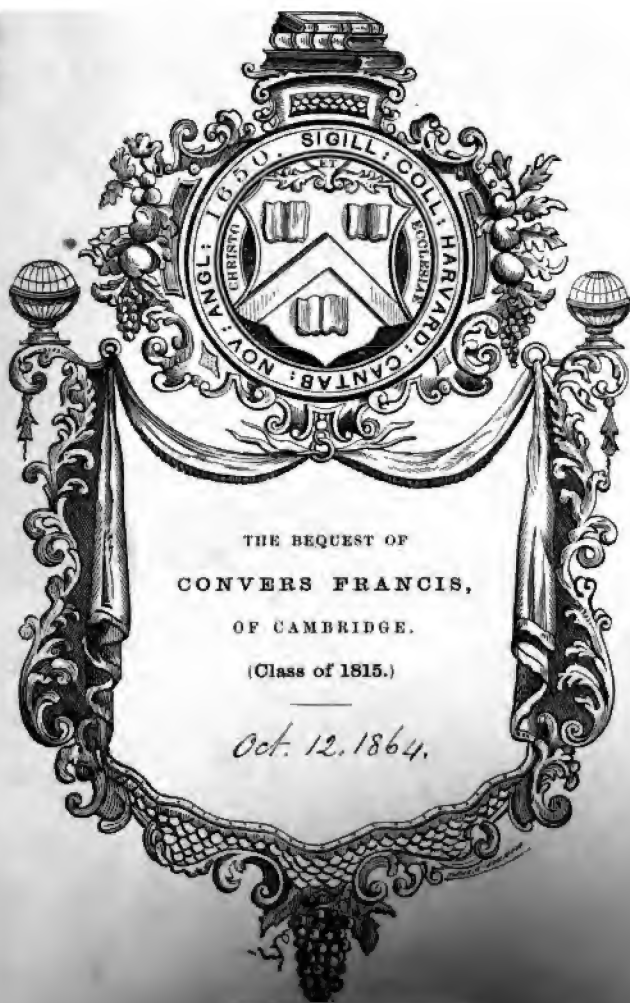 SIGILL : COLL : HARVARD : CANTAB : NOV : ANGL : 1650.
ET
CHRISTO
ECCLESIAE
THE BEQUEST OF
CONVERS FRANCIS,
OF CAMBRIDGE.
(Class of 1815.)
Oct. 12. 1864.